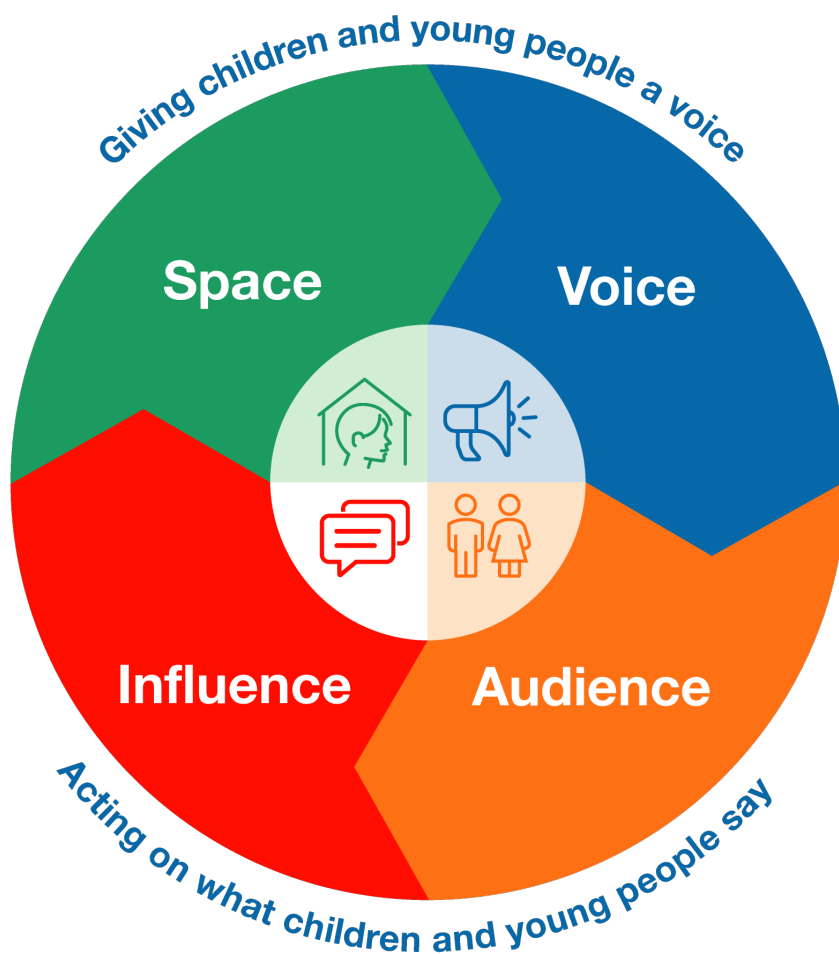 Giving children and young people a voice
Space
Voice
Influence
Audience
Acting on what children and young people say